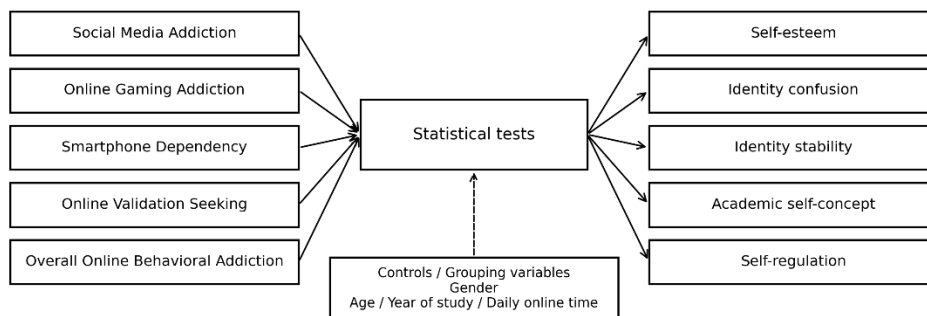 Social Media Addiction
Online Gaming Addiction
Smartphone Dependency
Online Validation Seeking
Overall Online Behavioral Addiction
Statistical tests
Controls / Grouping variables
Gender
Age / Year of study / Daily online time
Self-esteem
Identity confusion
Identity stability
Academic self-concept
Self-regulation